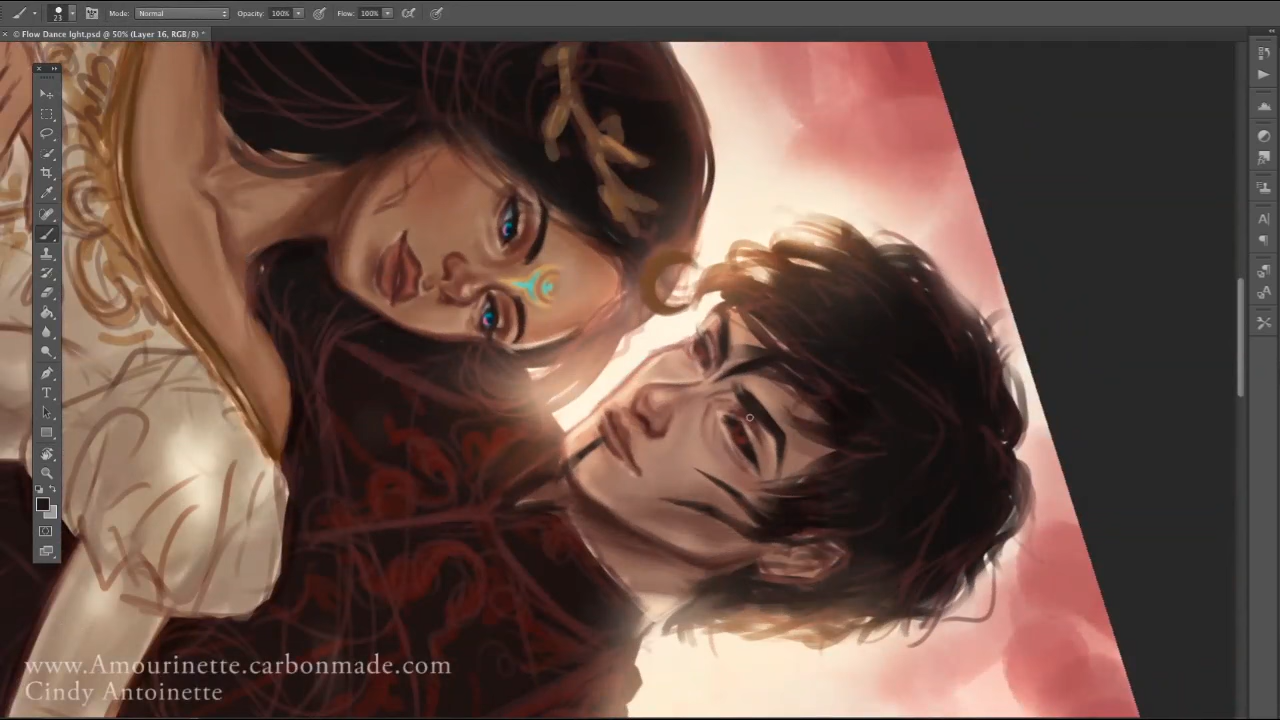 Mode: Normal Opacity: 100% Flow: 100%
23
© Flow Dance lght.psd @ 50% (Layer 16, RGB/8) *
www.Amourinette.carbonmade.com
Cindy Antoinette